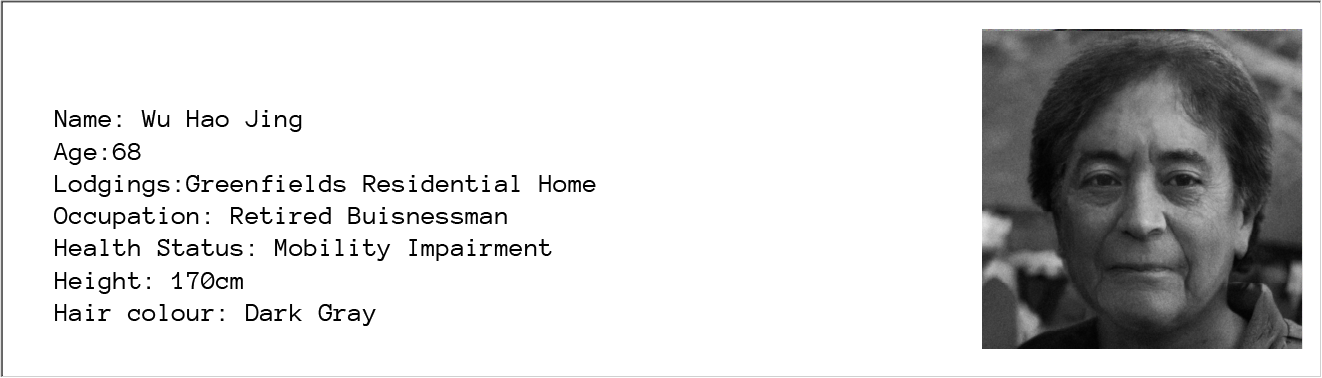 Name: Wu Hao Jing
Age:68
Lodgings:Greenfields Residential Home
Occupation: Retired Buisnessman
Health Status: Mobility Impairment
Height: 170cm
Hair colour: Dark Gray